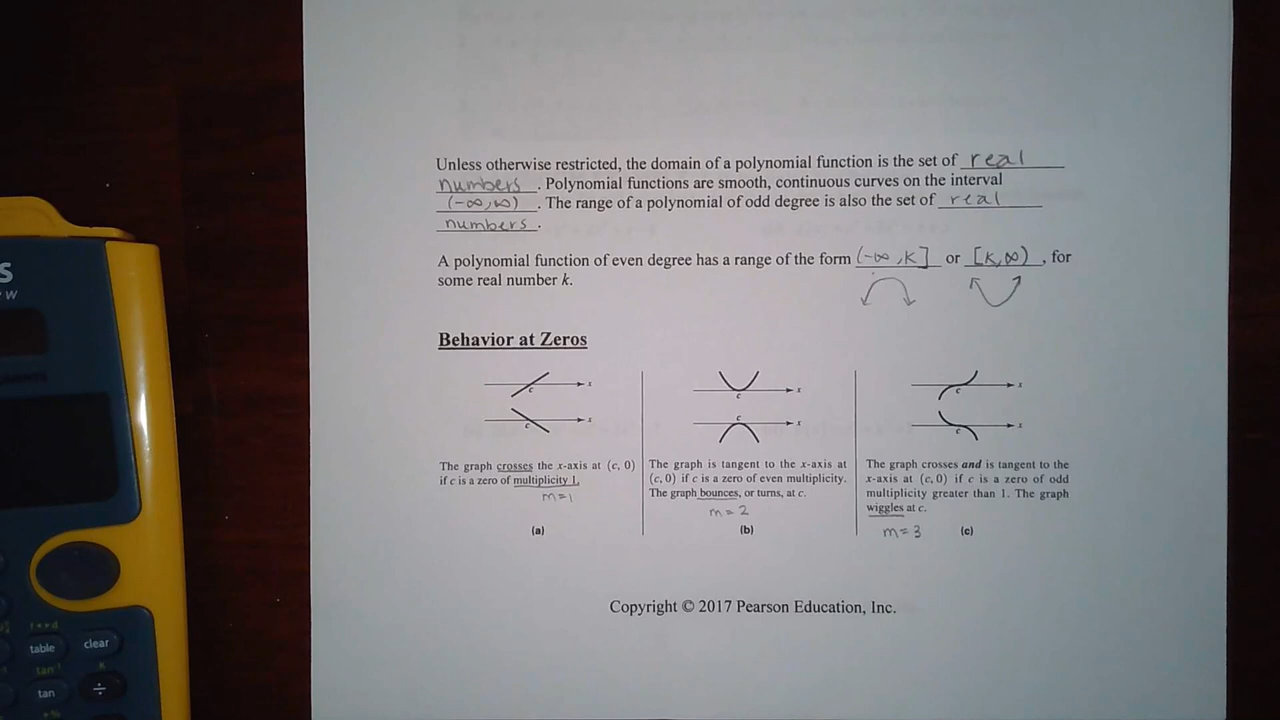 Unless otherwise restricted, the domain of a polynomial function is the set of real
numbers. Polynomial functions are smooth, continuous curves on the interval
(-∞,∞). The range of a polynomial of odd degree is also the set of real
numbers.
A polynomial function of even degree has a range of the form (-∞,K] or [K,∞), for
some real number k.
Behavior at Zeros
c x
c x
The graph crosses the x-axis at (c, 0)
if c is a zero of multiplicity 1.
m=1
(a)
c x
c x
The graph is tangent to the x-axis at
(c, 0) if c is a zero of even multiplicity.
The graph bounces, or turns, at c.
m=2
(b)
c x
c x
The graph crosses and is tangent to the
x-axis at (c, 0) if c is a zero of odd
multiplicity greater than 1. The graph
wiggles at c.
m=3
(c)
Copyright © 2017 Pearson Education, Inc.
S
W
table
clear
tan⁻¹
K
tan
÷